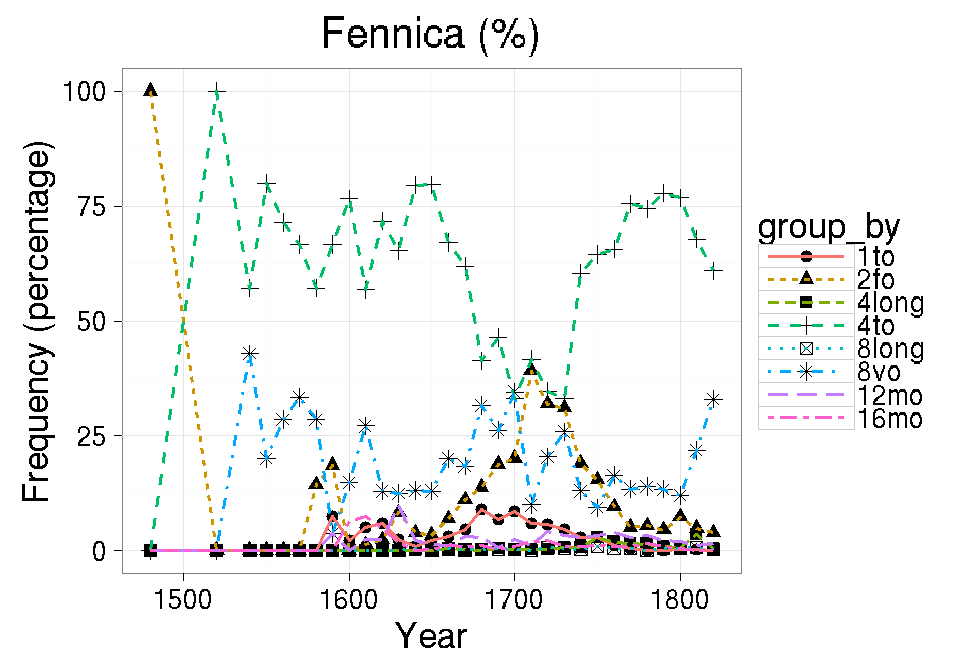 Fennica (%)
Frequency (percentage)
100
75
50
25
0
1500
1600
1700
1800
Year
group_by
1to
2fo
4long
4to
8long
8vo
12mo
16mo